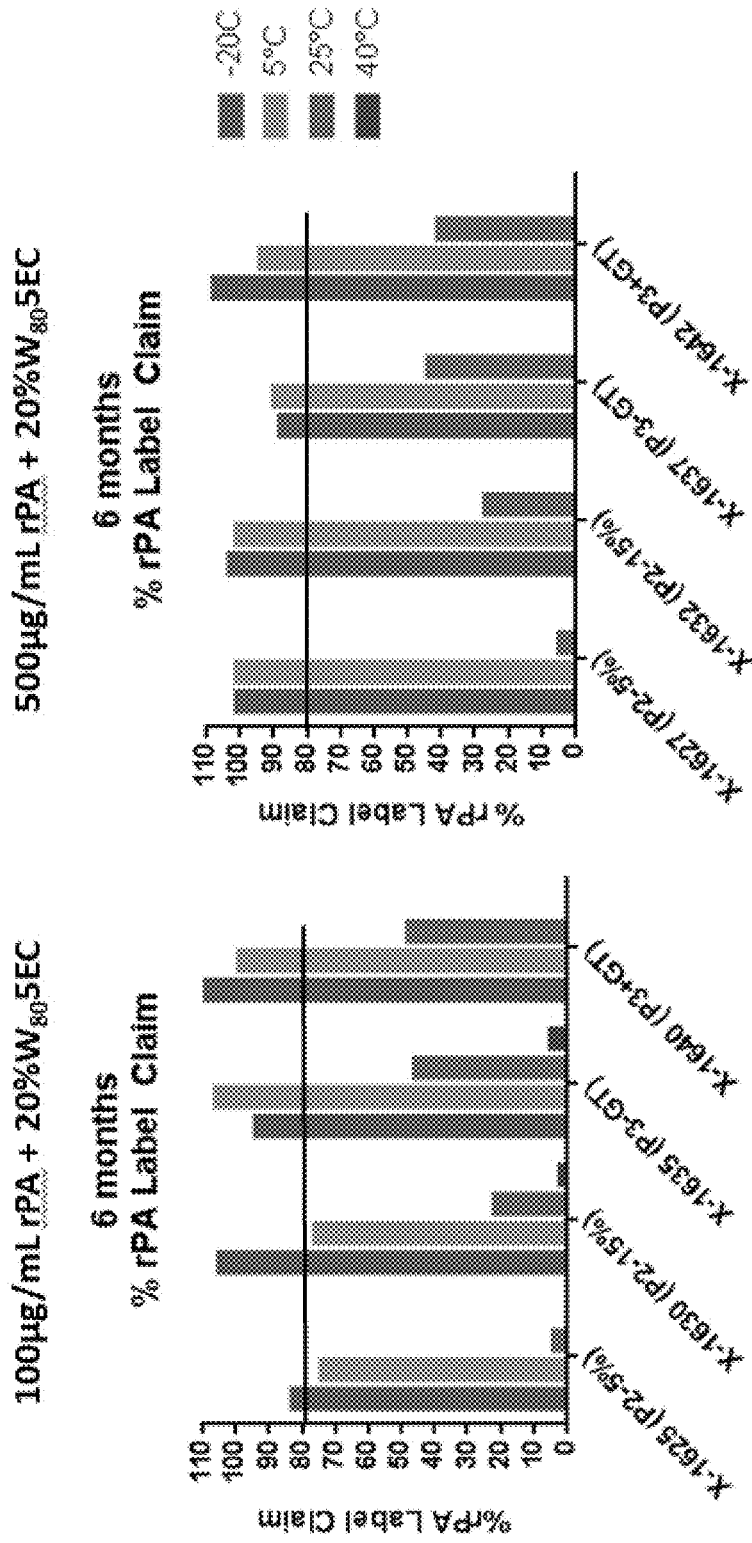 100µg/mL rPA + 20%W₈₀5EC
6 months
% rPA Label Claim
%rPA Label Claim
110
100
90
80
70
60
50
40
30
20
10
0
X-1625 (P2-5%)
X-1630 (P2-15%)
X-1635 (P3-GT)
X-1640 (P3+GT)
500µg/mL rPA + 20%W₈₀5EC
6 months
% rPA Label Claim
% rPA Label Claim
110
100
90
80
70
60
50
40
30
20
10
0
X-1627 (P2-5%)
X-1632 (P2-15%)
X-1637 (P3-GT)
X-1642 (P3+GT)
-20C
5°C
25°C
40°C